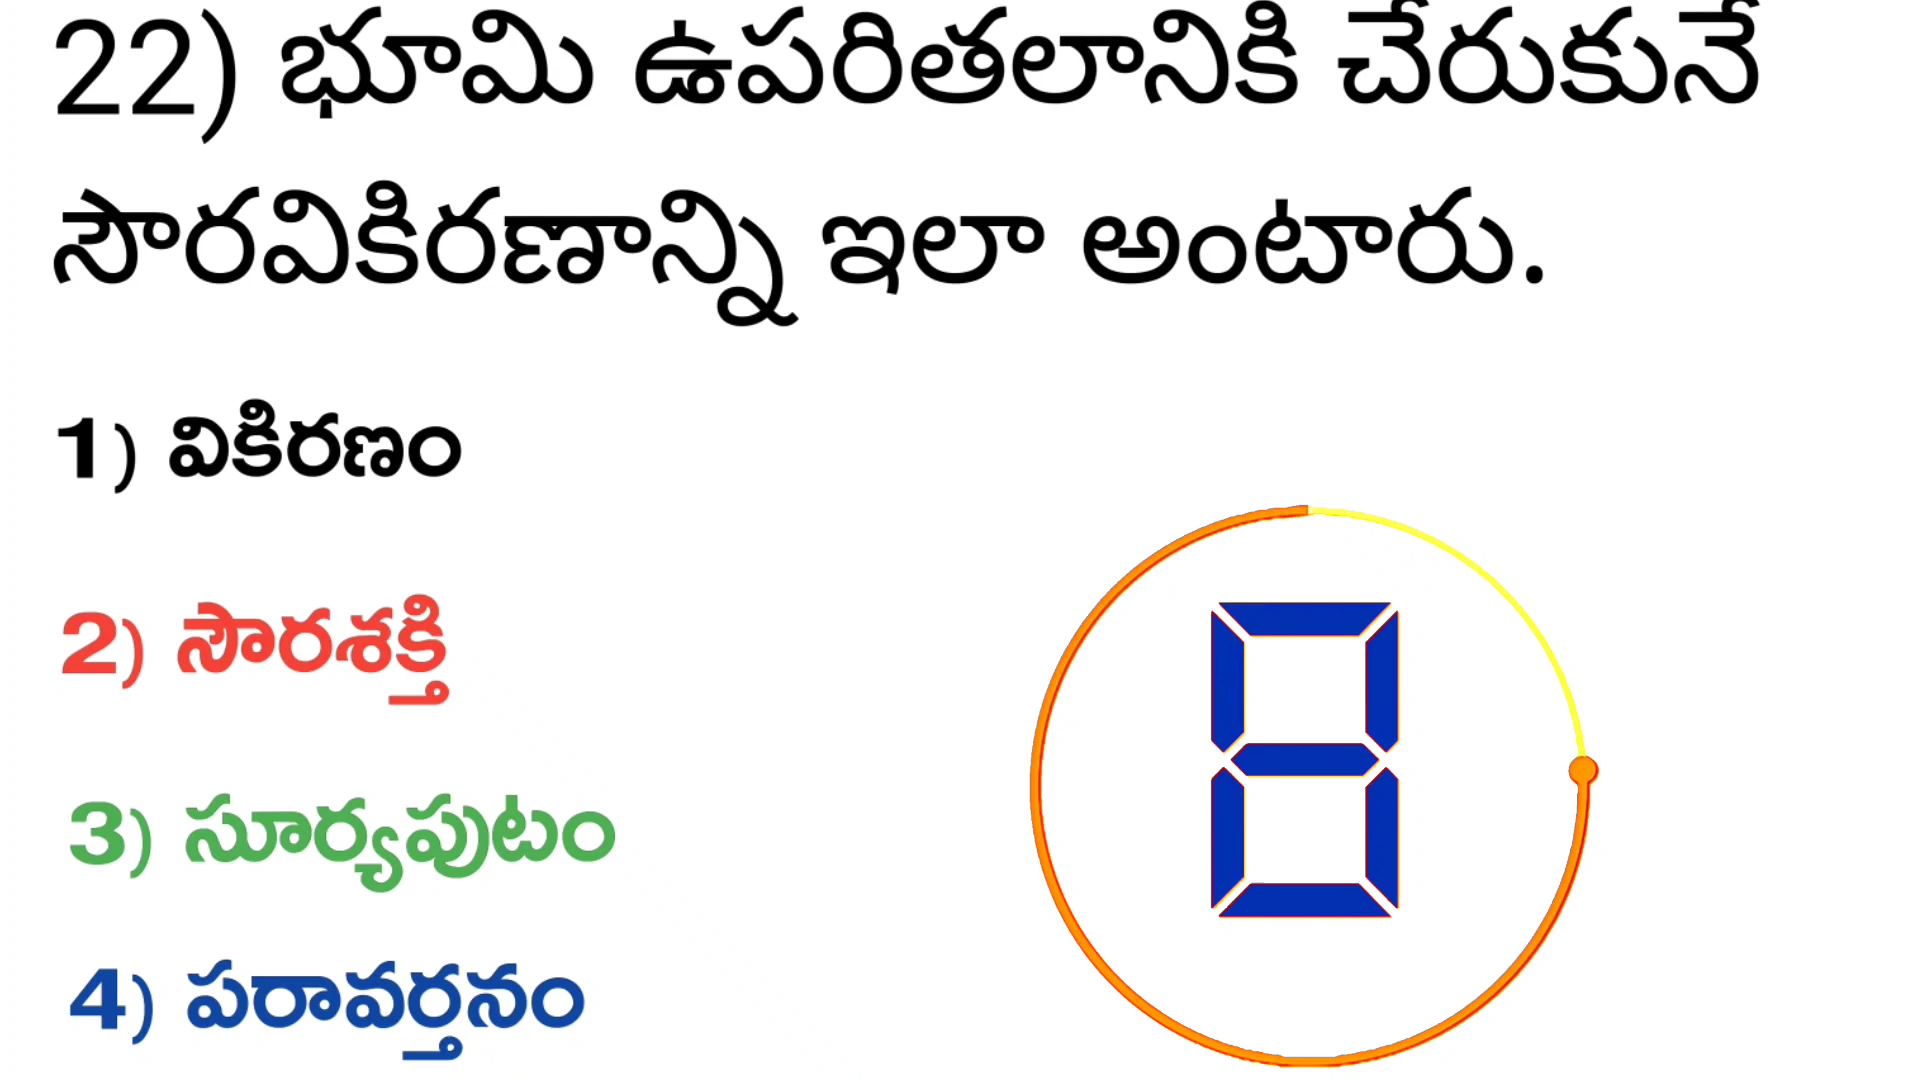 22) భూమి ఉపరితలానికి చేరుకునే
సౌరవికిరణాన్ని ఇలా అంటారు.
1) వికిరణం
2) సౌరశక్తి
3) సూర్యపుటం
8
4) పరావర్తనం